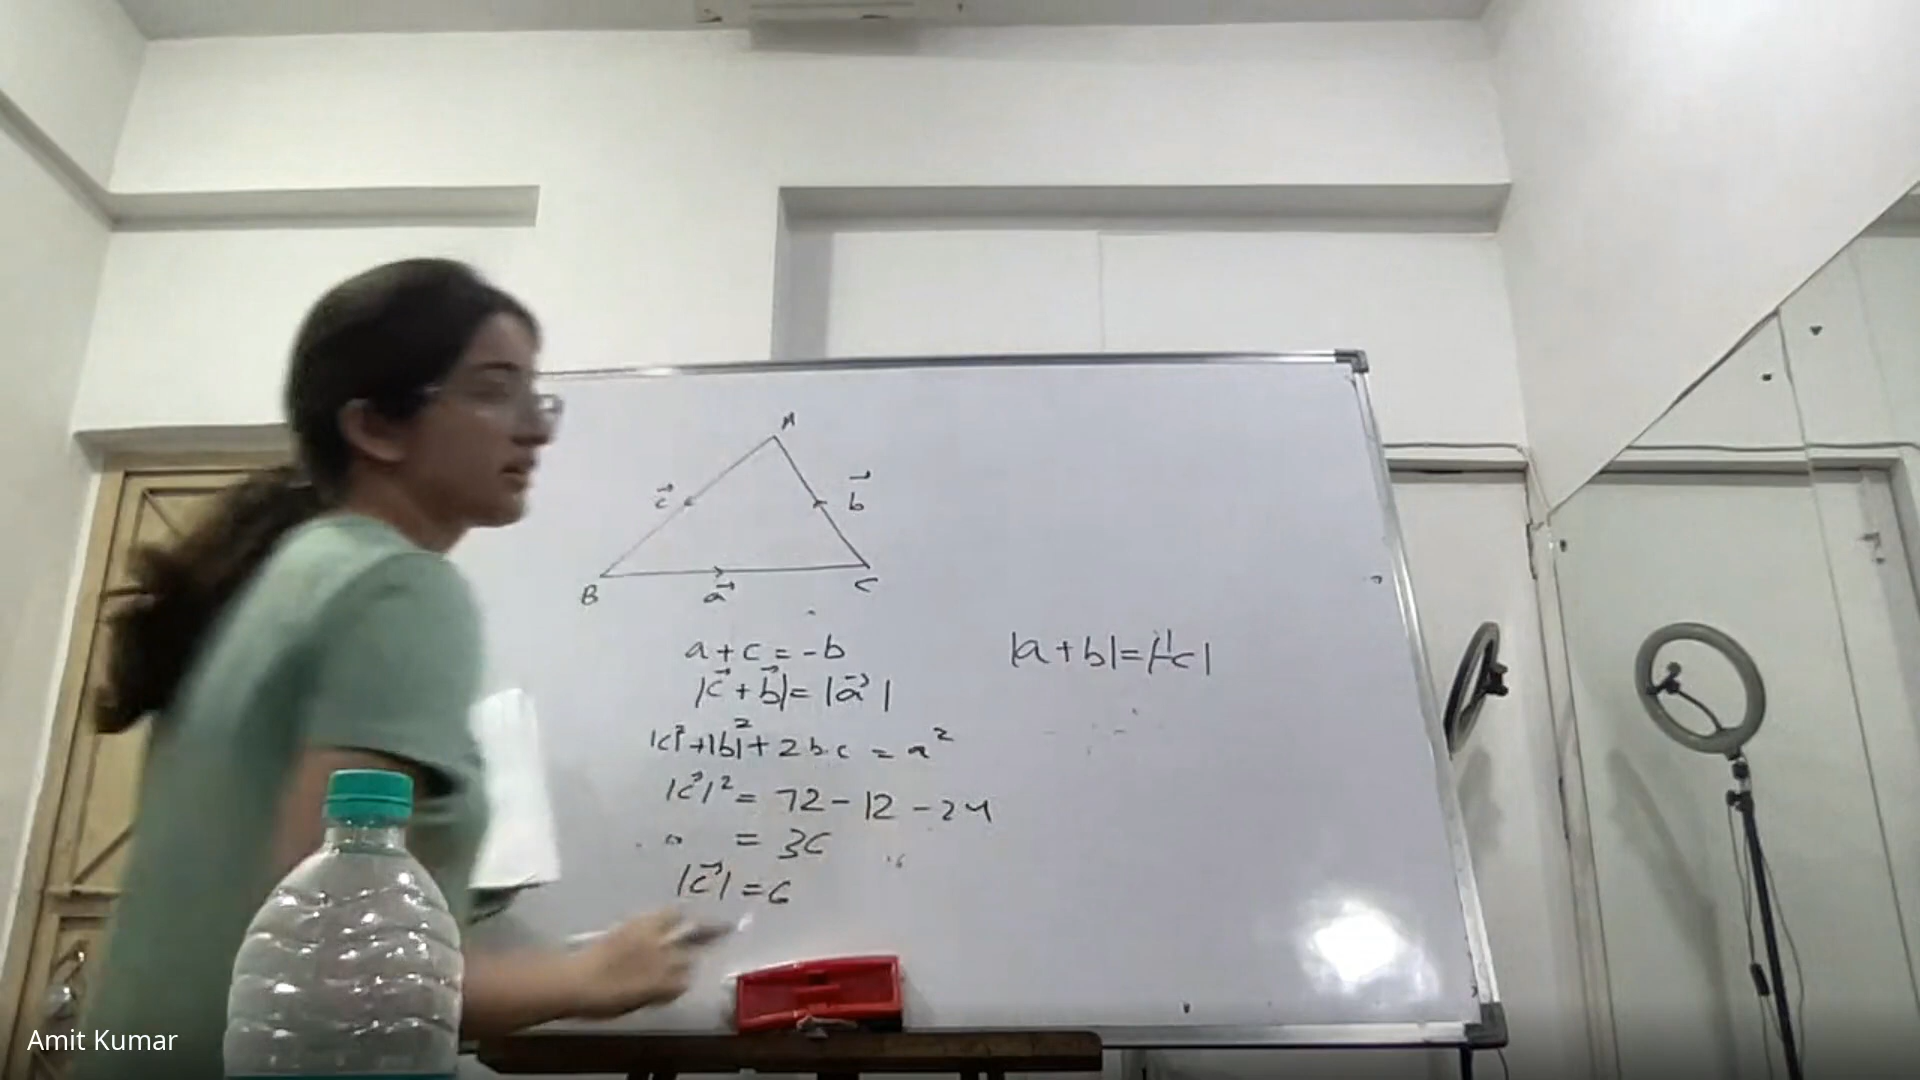 A
c⃗
b⃗
B
a⃗
C
a + c = -b
|c⃗ + b⃗| = |a⃗|
|a + b| = |-c|
|c|² + |b|² + 2 b.c = a²
|c⃗|² = 72 - 12 - 24
= 36
|c⃗| = 6
Amit Kumar